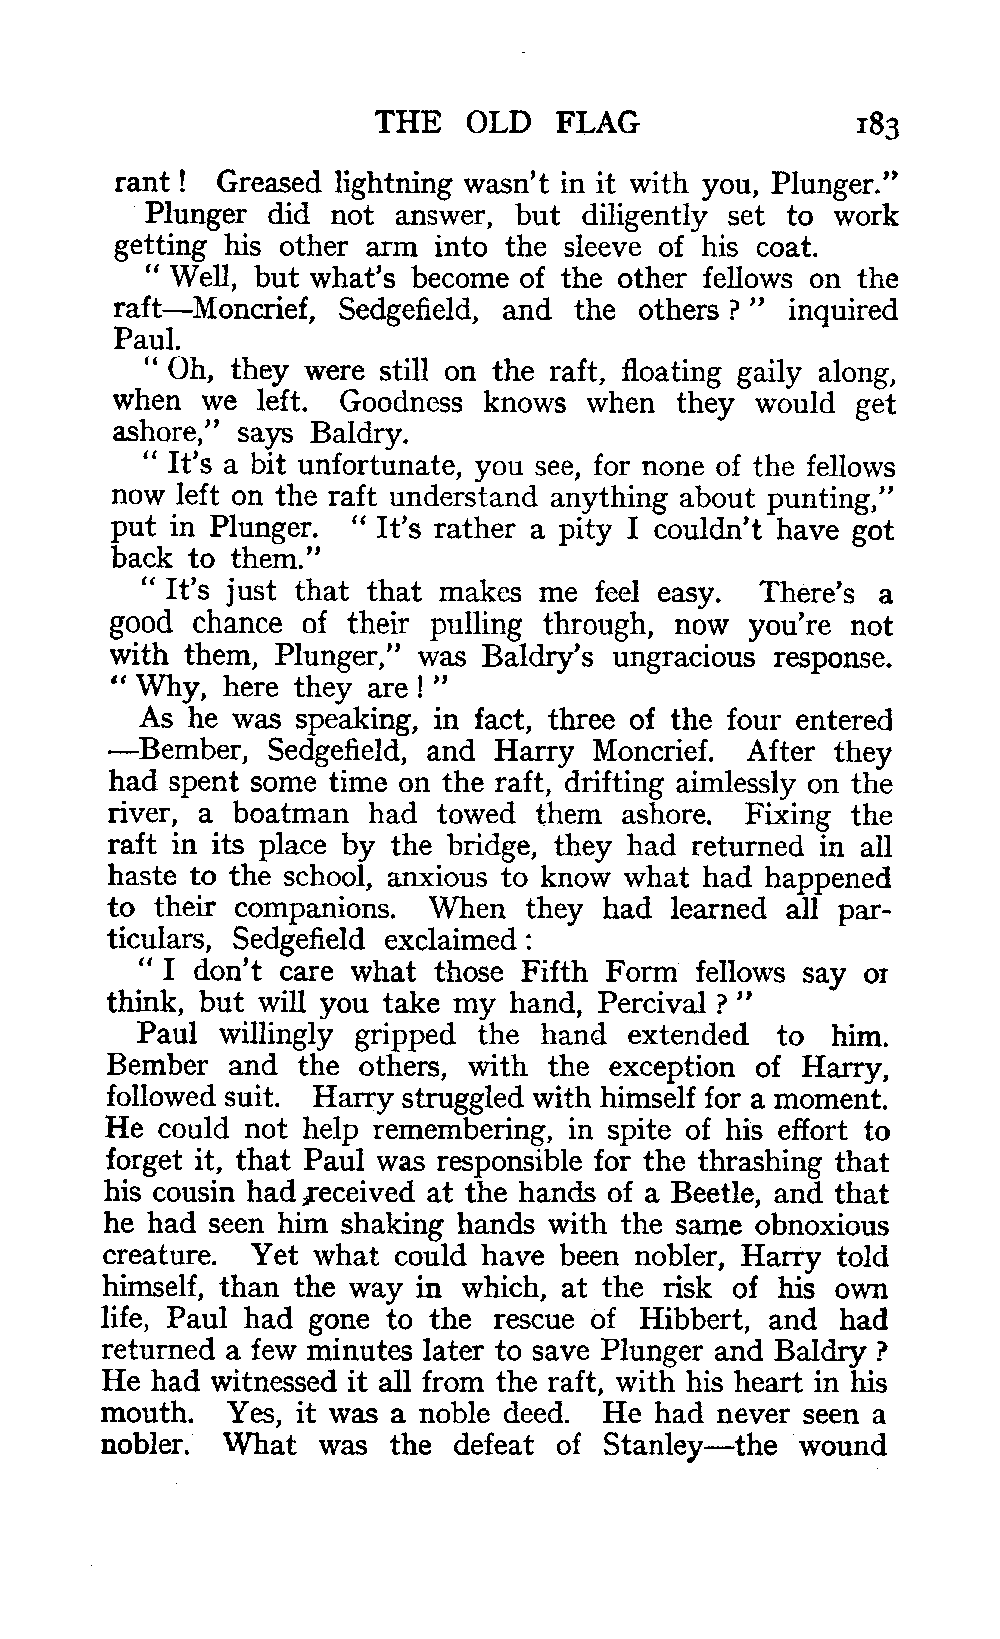 THE OLD FLAG 183
rant! Greased lightning wasn't in it with you, Plunger."
Plunger did not answer, but diligently set to work
getting his other arm into the sleeve of his coat.
" Well, but what's become of the other fellows on the
raft—Moncrief, Sedgefield, and the others ? " inquired
Paul.
" Oh, they were still on the raft, floating gaily along,
when we left. Goodness knows when they would get
ashore," says Baldry.
" It's a bit unfortunate, you see, for none of the fellows
now left on the raft understand anything about punting,"
put in Plunger. " It's rather a pity I couldn't have got
back to them."
" It's just that that makes me feel easy. There's a
good chance of their pulling through, now you're not
with them, Plunger," was Baldry's ungracious response.
" Why, here they are ! "
As he was speaking, in fact, three of the four entered
—Bember, Sedgefield, and Harry Moncrief. After they
had spent some time on the raft, drifting aimlessly on the
river, a boatman had towed them ashore. Fixing the
raft in its place by the bridge, they had returned in all
haste to the school, anxious to know what had happened
to their companions. When they had learned all par-
ticulars, Sedgefield exclaimed :
" I don't care what those Fifth Form fellows say or
think, but will you take my hand, Percival ? "
Paul willingly gripped the hand extended to him.
Bember and the others, with the exception of Harry,
followed suit. Harry struggled with himself for a moment.
He could not help remembering, in spite of his effort to
forget it, that Paul was responsible for the thrashing that
his cousin had received at the hands of a Beetle, and that
he had seen him shaking hands with the same obnoxious
creature. Yet what could have been nobler, Harry told
himself, than the way in which, at the risk of his own
life, Paul had gone to the rescue of Hibbert, and had
returned a few minutes later to save Plunger and Baldry ?
He had witnessed it all from the raft, with his heart in his
mouth. Yes, it was a noble deed. He had never seen a
nobler. What was the defeat of Stanley—the wound